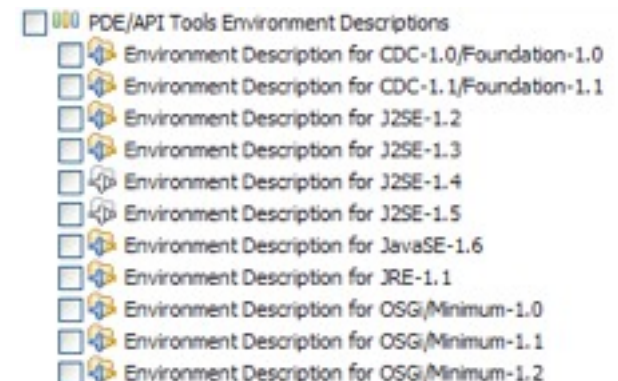 PDE/API Tools Environment Descriptions
Environment Description for CDC-1.0/Foundation-1.0
Environment Description for CDC-1.1/Foundation-1.1
Environment Description for J2SE-1.2
Environment Description for J2SE-1.3
Environment Description for J2SE-1.4
Environment Description for J2SE-1.5
Environment Description for JavaSE-1.6
Environment Description for JRE-1.1
Environment Description for OSGi/Minimum-1.0
Environment Description for OSGi/Minimum-1.1
Environment Description for OSGi/Minimum-1.2